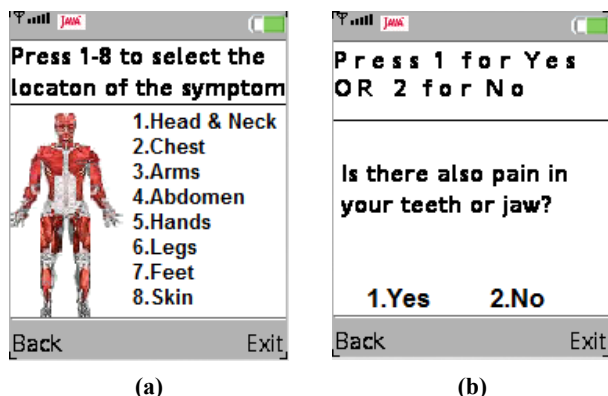 JAVA
Press 1-8 to select the
locaton of the symptom
1.Head & Neck
2.Chest
3.Arms
4.Abdomen
5.Hands
6.Legs
7.Feet
8.Skin
Back Exit
(a)
JAVA
Press 1 for Yes
OR 2 for No
Is there also pain in
your teeth or jaw?
1.Yes 2.No
Back Exit
(b)